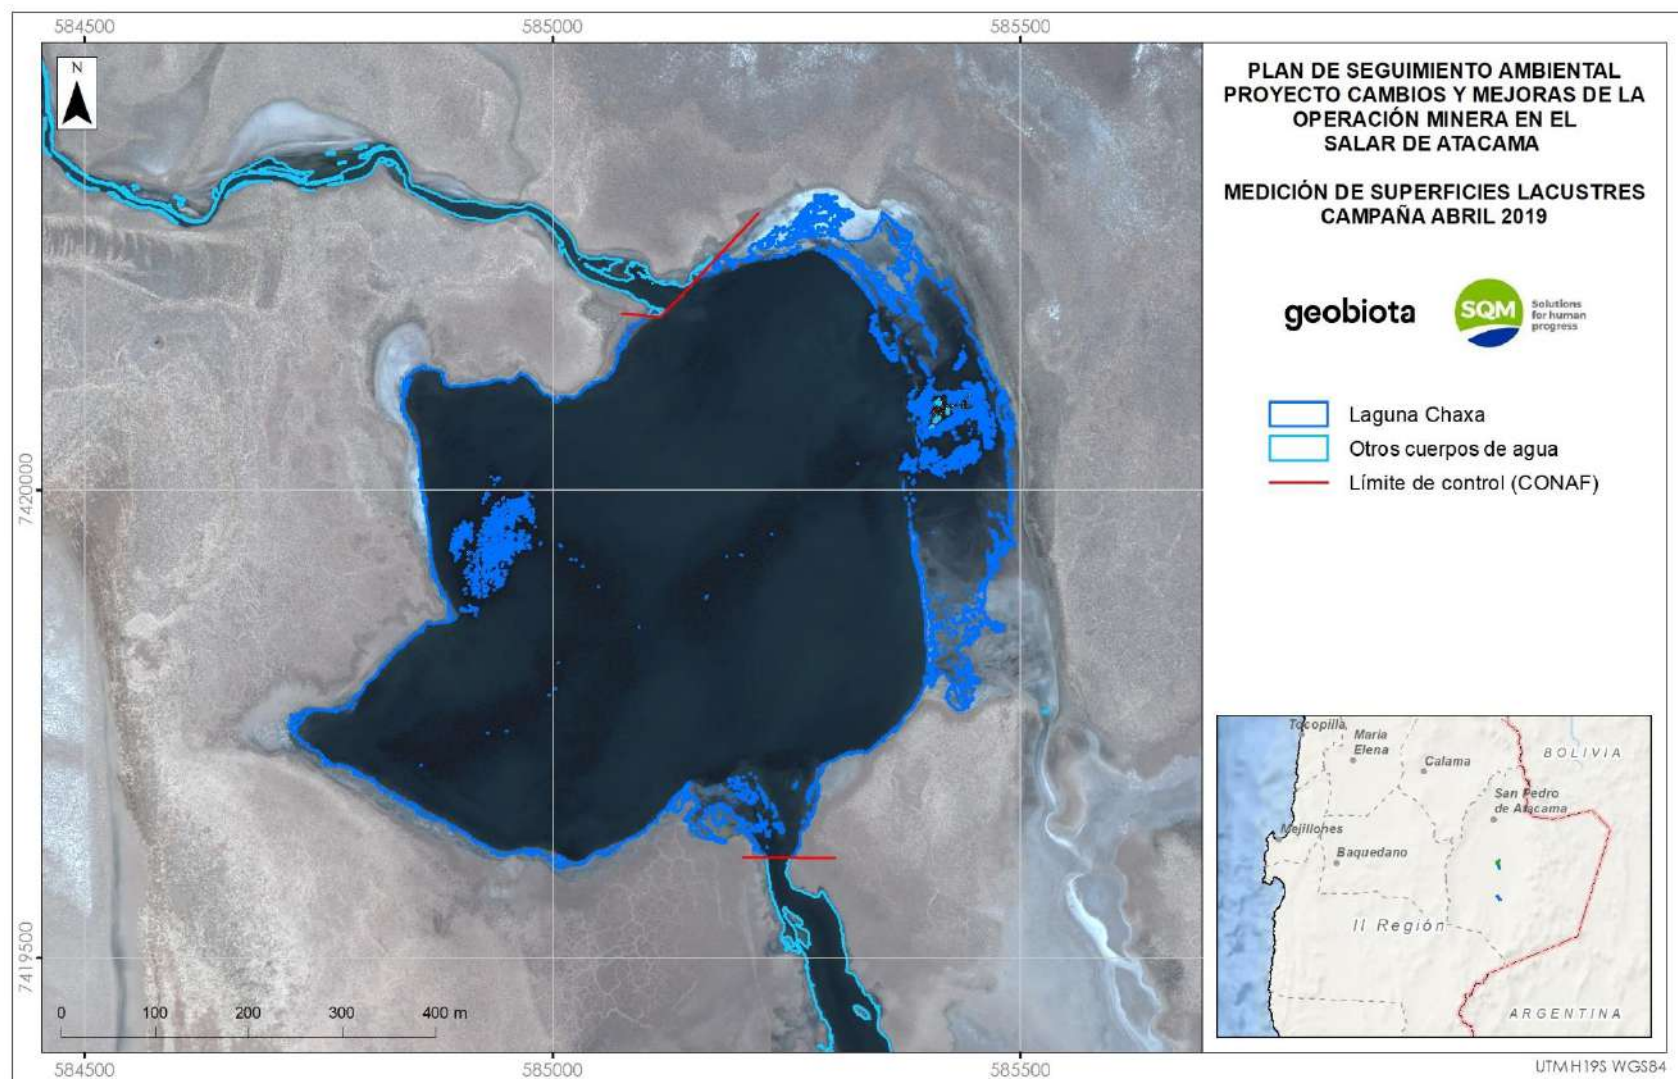 584500
585000
585500
N
7420000
7419500
0
100
200
300
400 m
584500
585000
585500
PLAN DE SEGUIMIENTO AMBIENTAL
PROYECTO CAMBIOS Y MEJORAS DE LA
OPERACIÓN MINERA EN EL
SALAR DE ATACAMA
MEDICIÓN DE SUPERFICIES LACUSTRES
CAMPAÑA ABRIL 2019
geobiota
SQM
Solutions
for human
progress
Laguna Chaxa
Otros cuerpos de agua
Límite de control (CONAF)
Tocopilla
Maria
Elena
Calama
BOLIVIA
San Pedro
de Atacama
Mejillones
Baquedano
II Región
ARGENTINA
UTM H19S WGS84